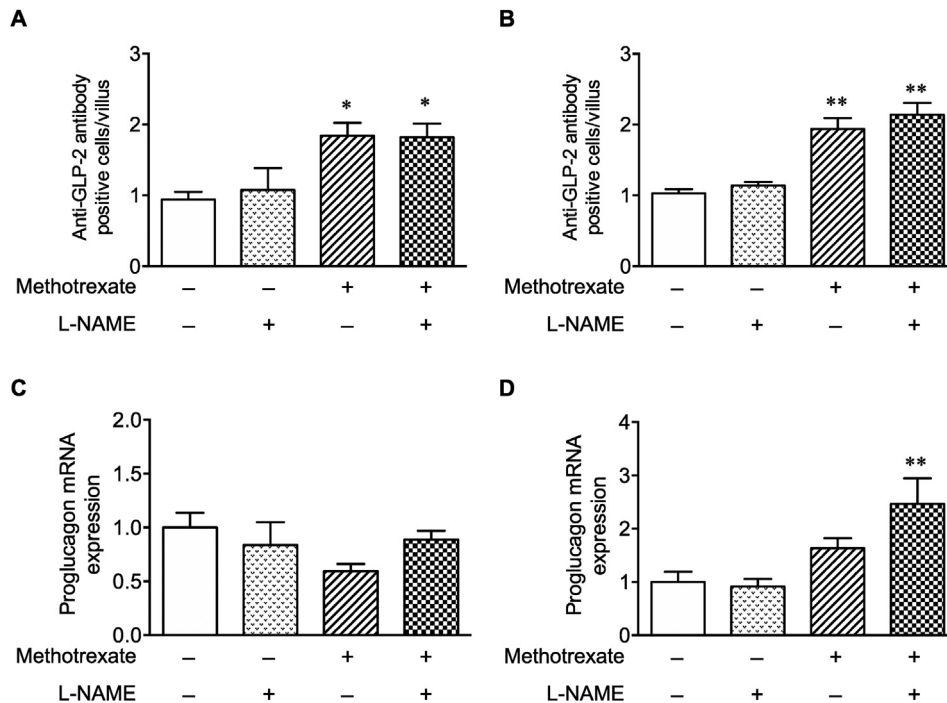 A
Anti-GLP-2 antibody
positive cells/villus
3
2
1
0
* *
Methotrexate – – + +
L-NAME – + – +
B
Anti-GLP-2 antibody
positive cells/villus
3
2
1
0
** **
Methotrexate – – + +
L-NAME – + – +
C
Proglucagon mRNA
expression
2.0
1.5
1.0
0.5
0.0
Methotrexate – – + +
L-NAME – + – +
D
Proglucagon mRNA
expression
4
3
2
1
0
**
Methotrexate – – + +
L-NAME – + – +